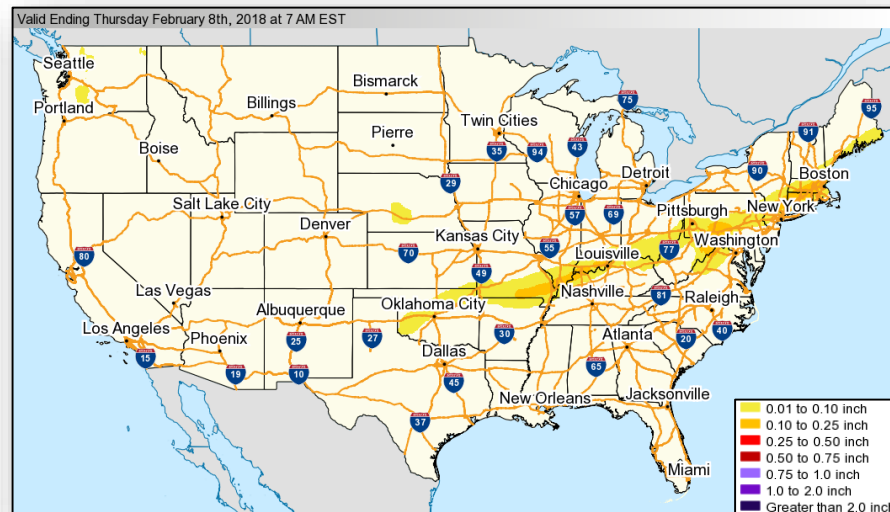 Valid Ending Thursday February 8th, 2018 at 7 AM EST
Seattle
Portland
Billings
Bismarck
Twin Cities
75
95
91
Pierre
Boise
35
94
43
Detroit
90
Boston
29
Chicago
Salt Lake City
57
69
Pittsburgh
New York
Denver
Kansas City
80
70
55
Louisville
77
Washington
49
Las Vegas
Oklahoma City
Nashville
81
Raleigh
Albuquerque
Los Angeles
Phoenix
25
27
30
Atlanta
20
40
Dallas
15
19
10
45
65
Jacksonville
New Orleans
37
Miami
0.01 to 0.10 inch
0.10 to 0.25 inch
0.25 to 0.50 inch
0.50 to 0.75 inch
0.75 to 1.0 inch
1.0 to 2.0 inch
Greater than 2.0 inch